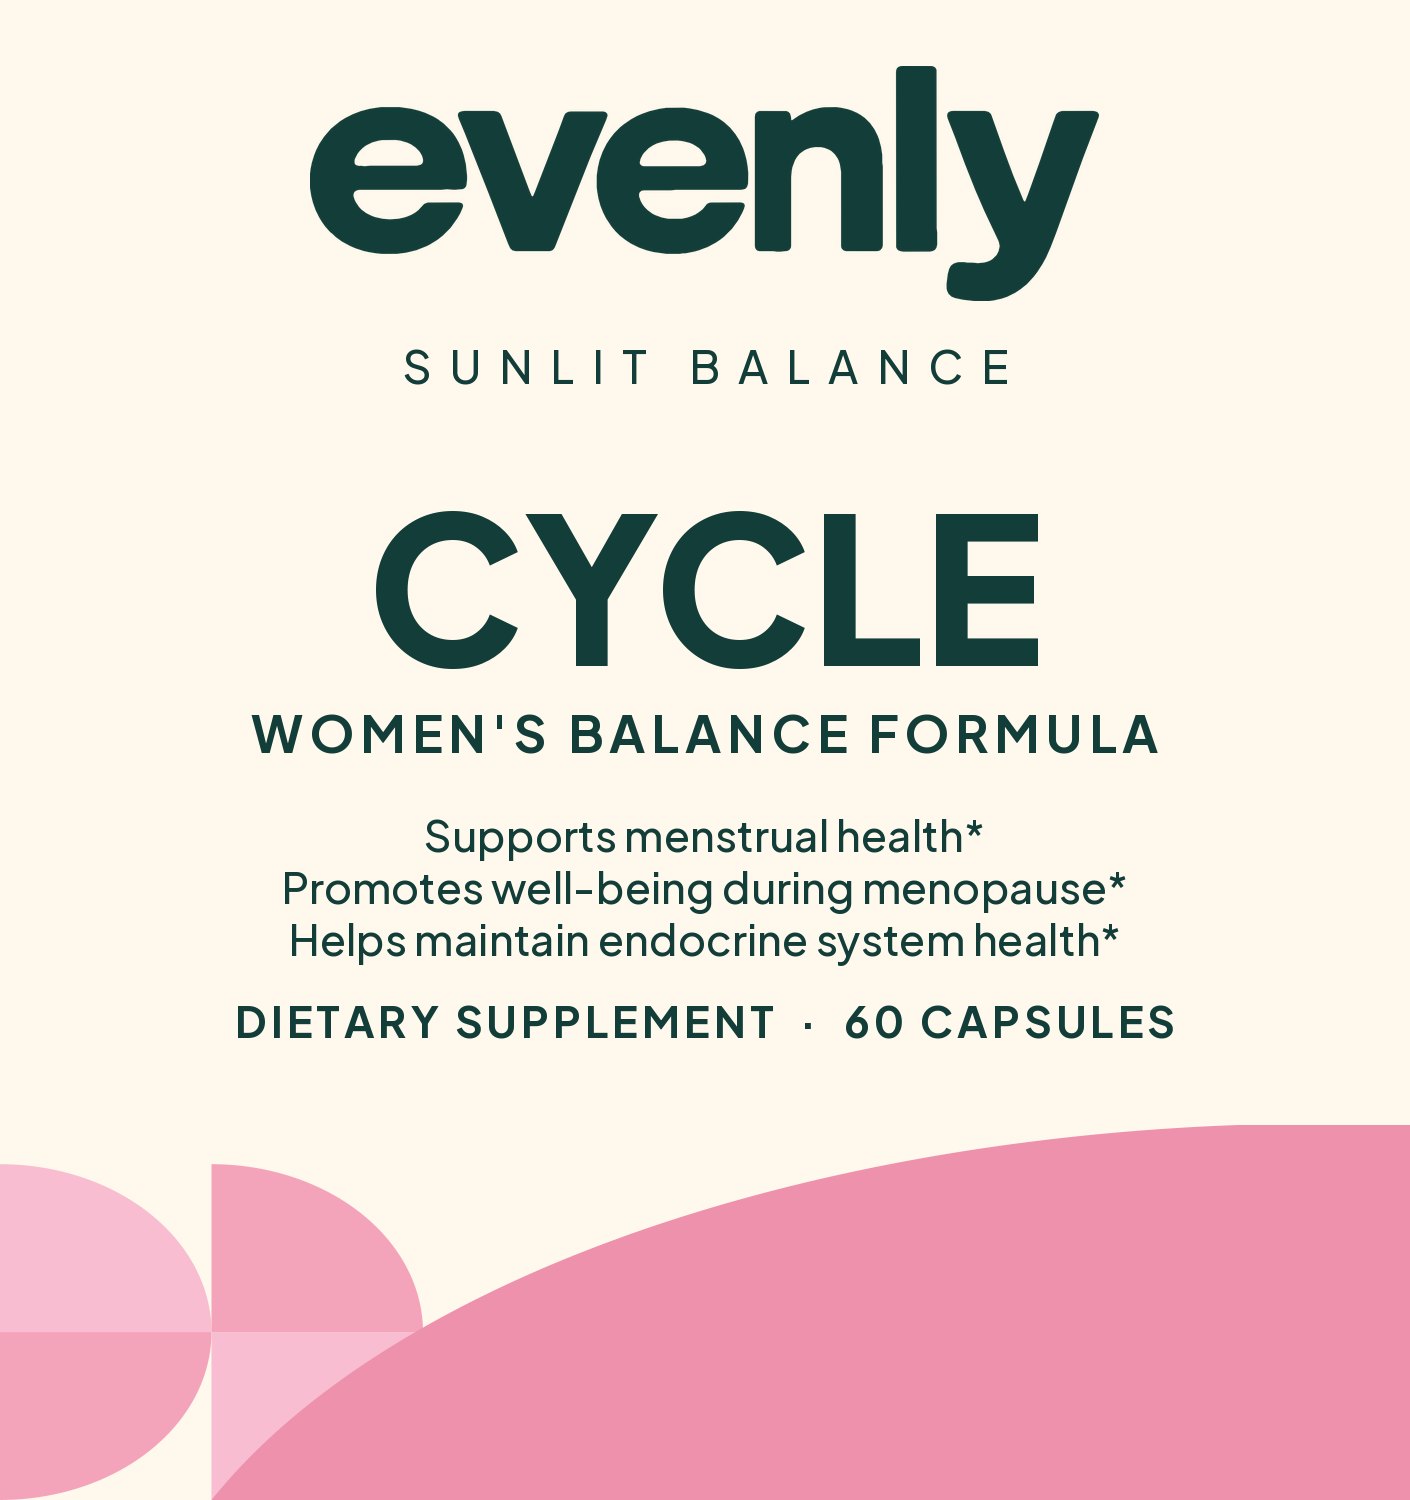 evenly
SUNLIT BALANCE
CYCLE
WOMEN'S BALANCE FORMULA
Supports menstrual health*
Promotes well-being during menopause*
Helps maintain endocrine system health*
DIETARY SUPPLEMENT · 60 CAPSULES